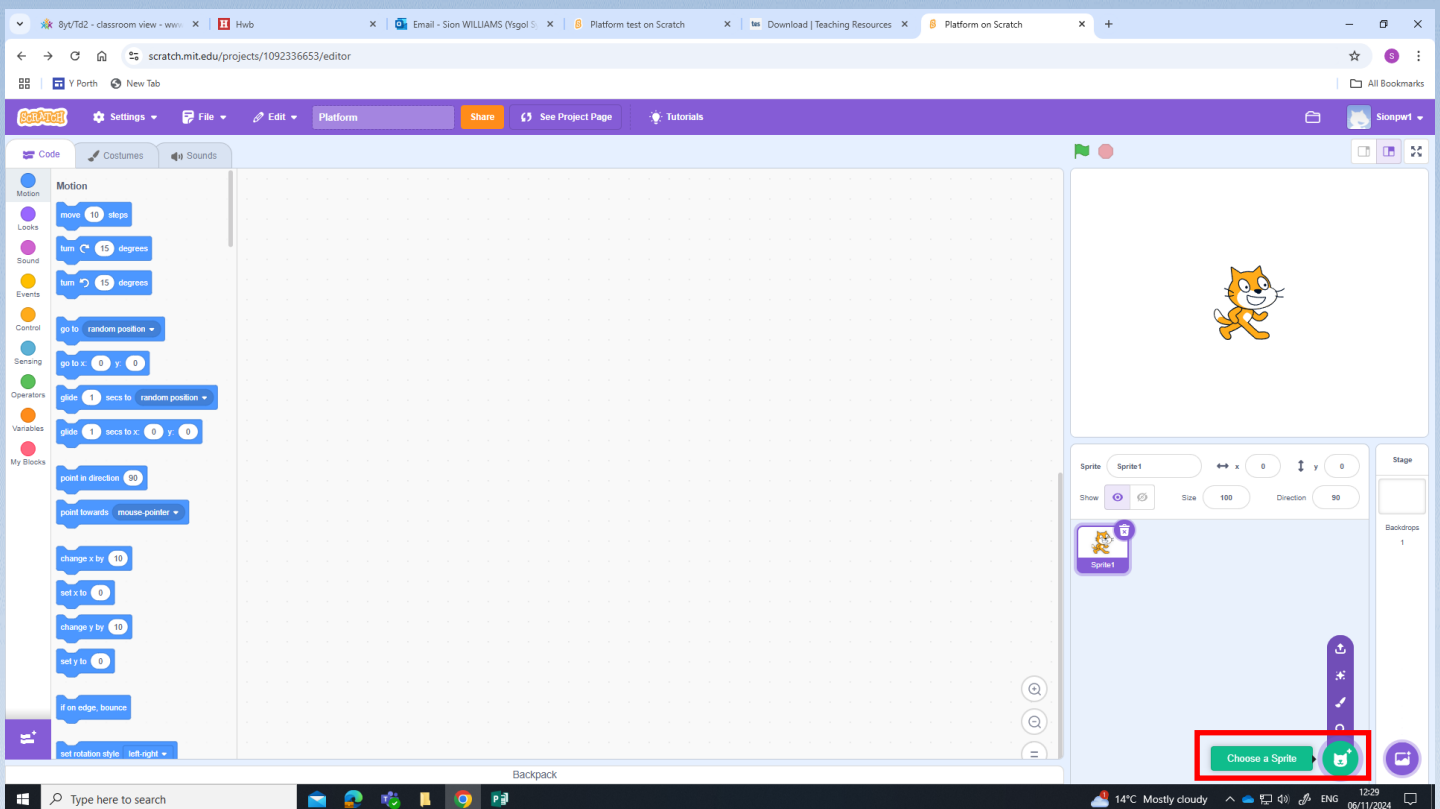 8yt/Td2 - classroom view - www
Hwb
Email - Sion WILLIAMS (Ysgol S
Platform test on Scratch
tes
Download | Teaching Resources
Platform on Scratch
scratch.mit.edu/projects/1092336653/editor
S
Y Porth
New Tab
All Bookmarks
SCRATCH
Settings
File
Edit
Platform
Share
See Project Page
Tutorials
Sionpw1
Code
Costumes
Sounds
Motion
Looks
Sound
Events
Control
Sensing
Operators
Variables
My Blocks
Motion
move 10 steps
turn 15 degrees
turn 15 degrees
go to random position
go to x: 0 y: 0
glide 1 secs to random position
glide 1 secs to x: 0 y: 0
point in direction 90
point towards mouse-pointer
change x by 10
set x to 0
change y by 10
set y to 0
if on edge, bounce
set rotation style left-right
Sprite Sprite1 x 0 y 0
Show Size 100 Direction 90
Sprite1
Stage
Backdrops
1
Choose a Sprite
Backpack
Type here to search
1
14°C Mostly cloudy
ENG
12:29
06/11/2024